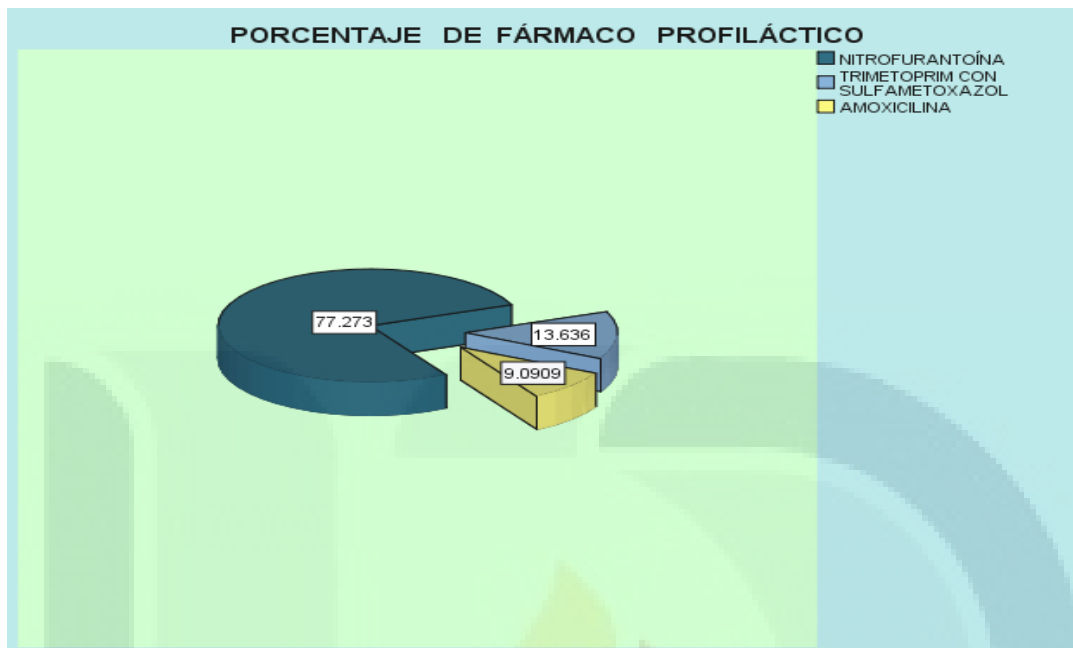 PORCENTAJE DE FÁRMACO PROFILÁCTICO
NITROFURANTOÍNA
TRIMETOPRIM CON
SULFAMETOXAZOL
AMOXICILINA
77.273
13.636
9.0909